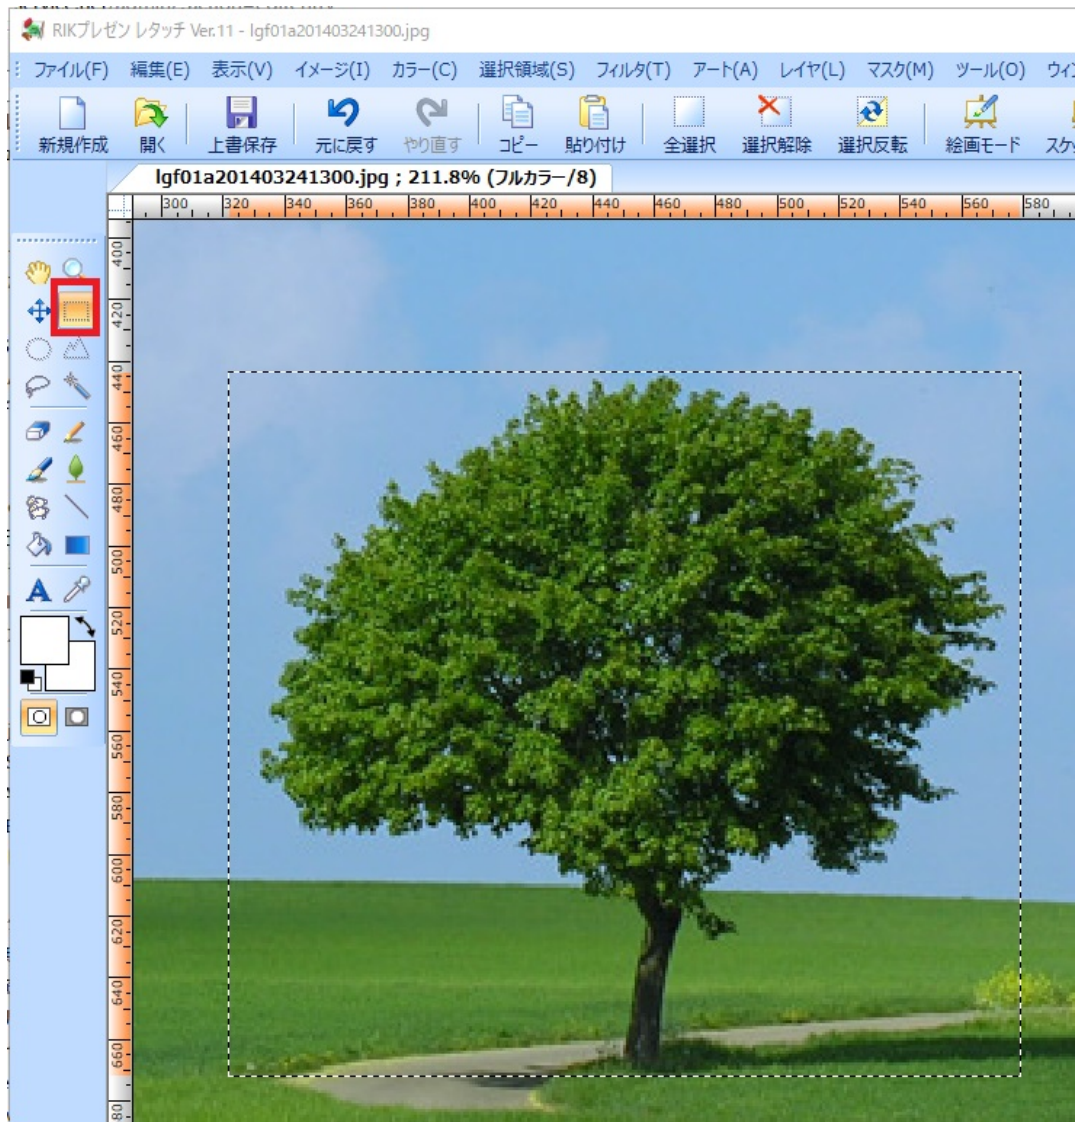 RIKプレゼン レタッチ Ver.11 - lgf01a201403241300.jpg
ファイル(F) 編集(E) 表示(V) イメージ(I) カラー(C) 選択領域(S) フィルタ(T) アート(A) レイヤ(L) マスク(M) ツール(O)
新規作成 開く 上書保存 元に戻す やり直す コピー 貼り付け 全選択 選択解除 選択反転 絵画モード
lgf01a201403241300.jpg ; 211.8% (フルカラー/8)
300 320 340 360 380 400 420 440 460 480 500 520 540 560 580
400
420
440
460
480
500
A
520
540
560
580
600
620
640
660